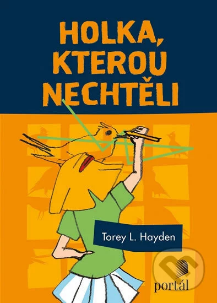 HOLKA,
KTEROU
NECHTĚLI
Torey L. Hayden
portál